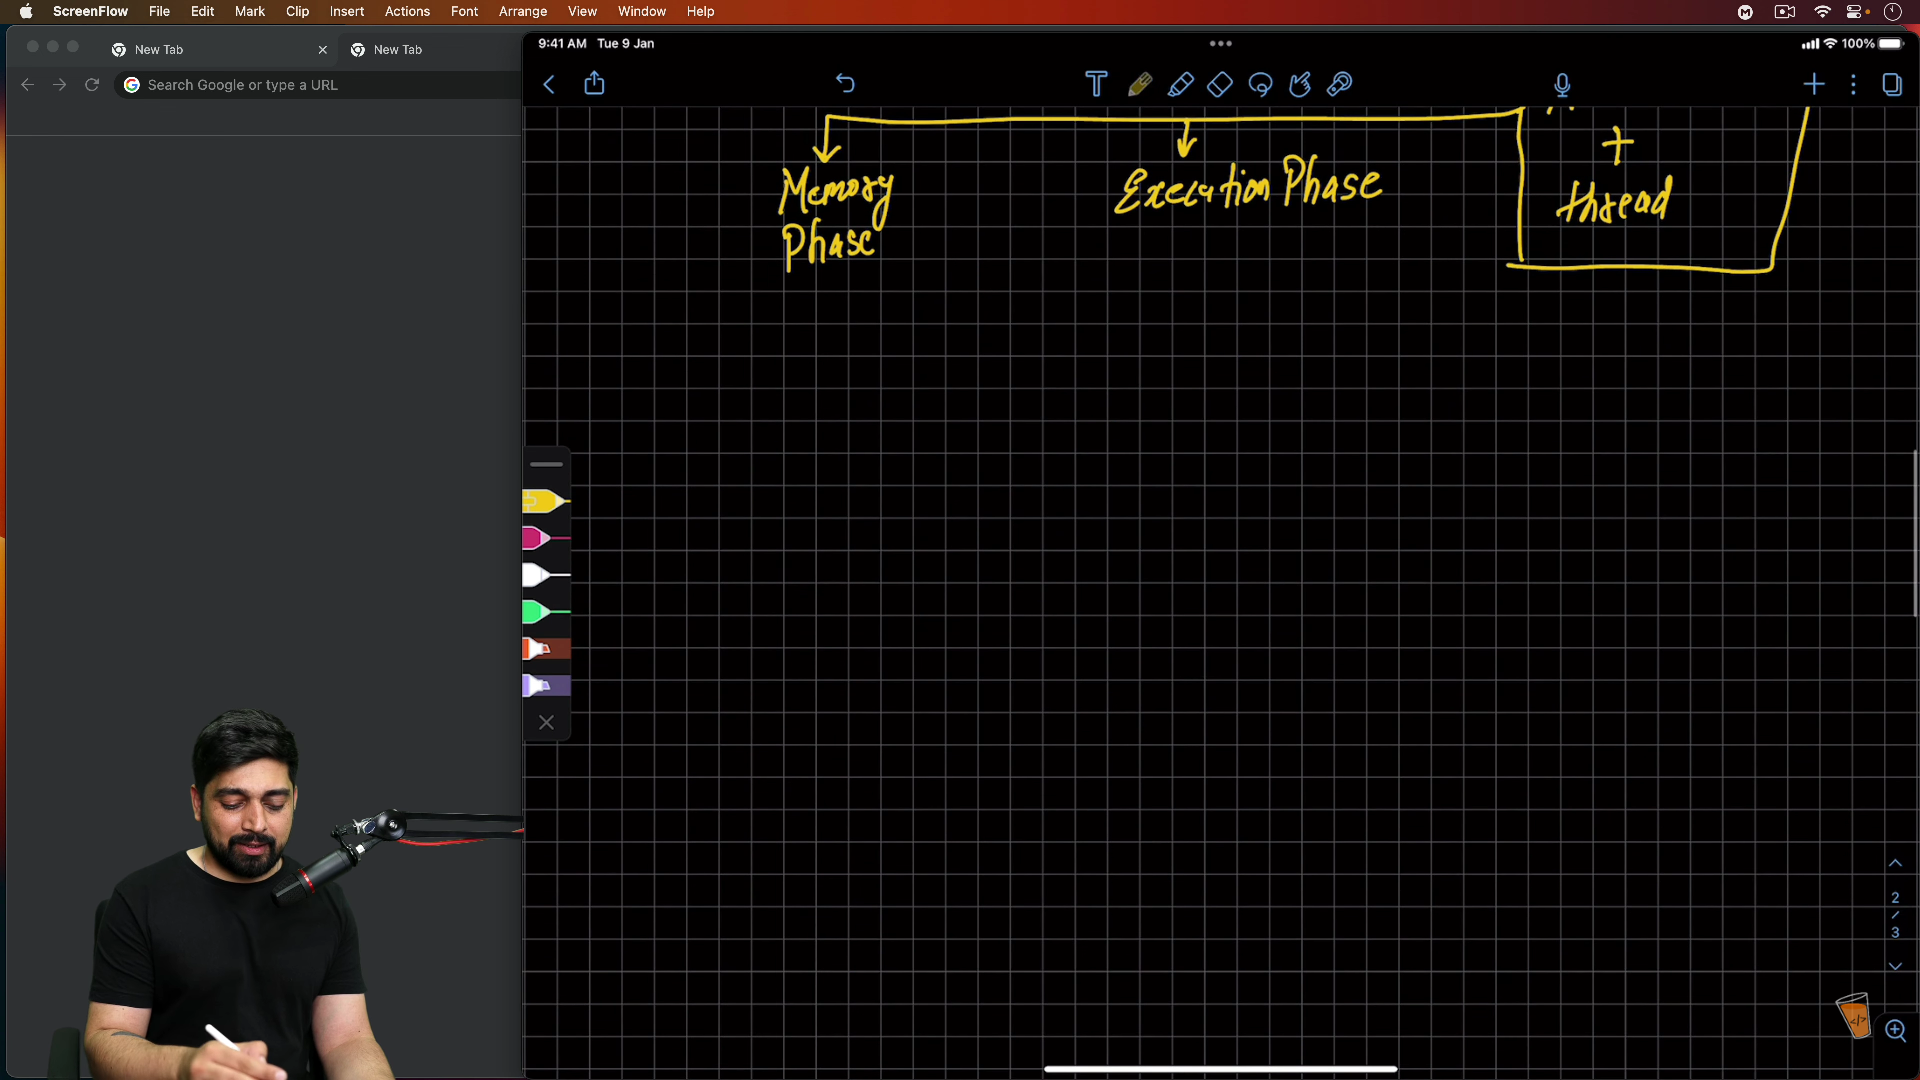 ScreenFlow File Edit Mark Clip Insert Actions Font Arrange View Window Help
New Tab
New Tab
Search Google or type a URL
9:41 AM Tue 9 Jan
100%
+
Memory
Phase
Execution Phase
thread
2
/
3
</>